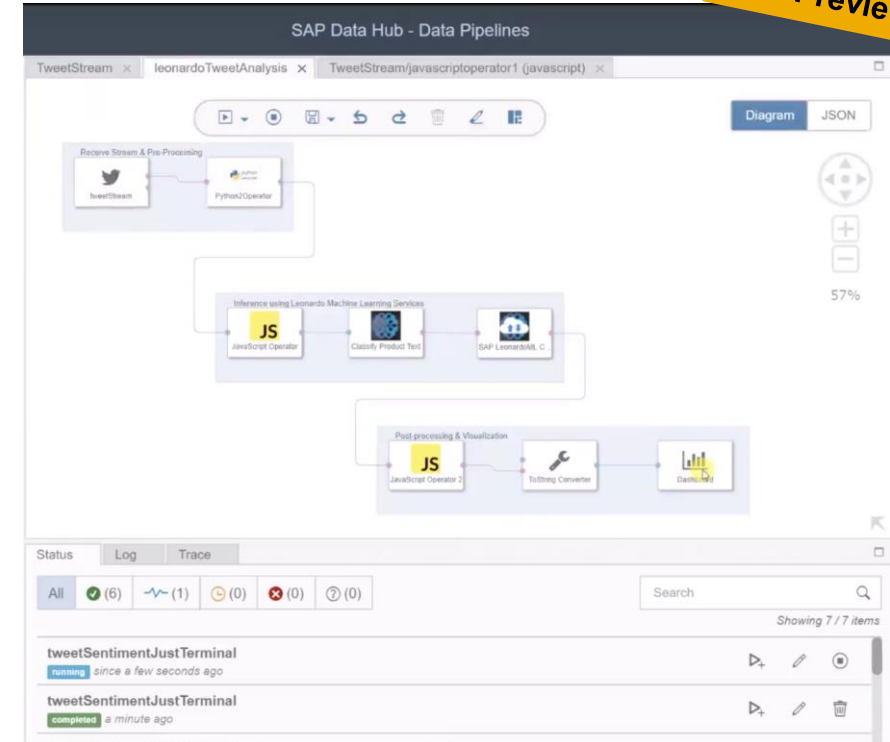 SAP Data Hub - Data Pipelines
TweetStream × leonardoTweetAnalysis × TweetStream/javascriptoperator1 (javascript) ×
Diagram JSON
Receive Stream & Pre-Processing
tweetStream
Python2Operator
57%
Inference using Leonardo Machine Learning Services
JS
JavaScript Operator
Classify Product Text
SAP LeonardoML C...
Post-processing & Visualization
JS
JavaScript Operator 2
ToString Converter
Status Log Trace
All (6) (1) (0) (0) (0) Search
Showing 7 / 7 items
tweetSentimentJustTerminal
running since a few seconds ago
tweetSentimentJustTerminal
completed a minute ago